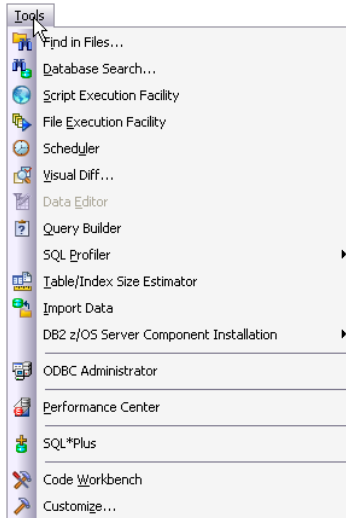 Tools
Find in Files...
Database Search...
Script Execution Facility
File Execution Facility
Scheduler
Visual Diff...
Data Editor
Query Builder
SQL Profiler
Table/Index Size Estimator
Import Data
DB2 z/OS Server Component Installation
ODBC Administrator
Performance Center
SQL*Plus
Code Workbench
Customize...